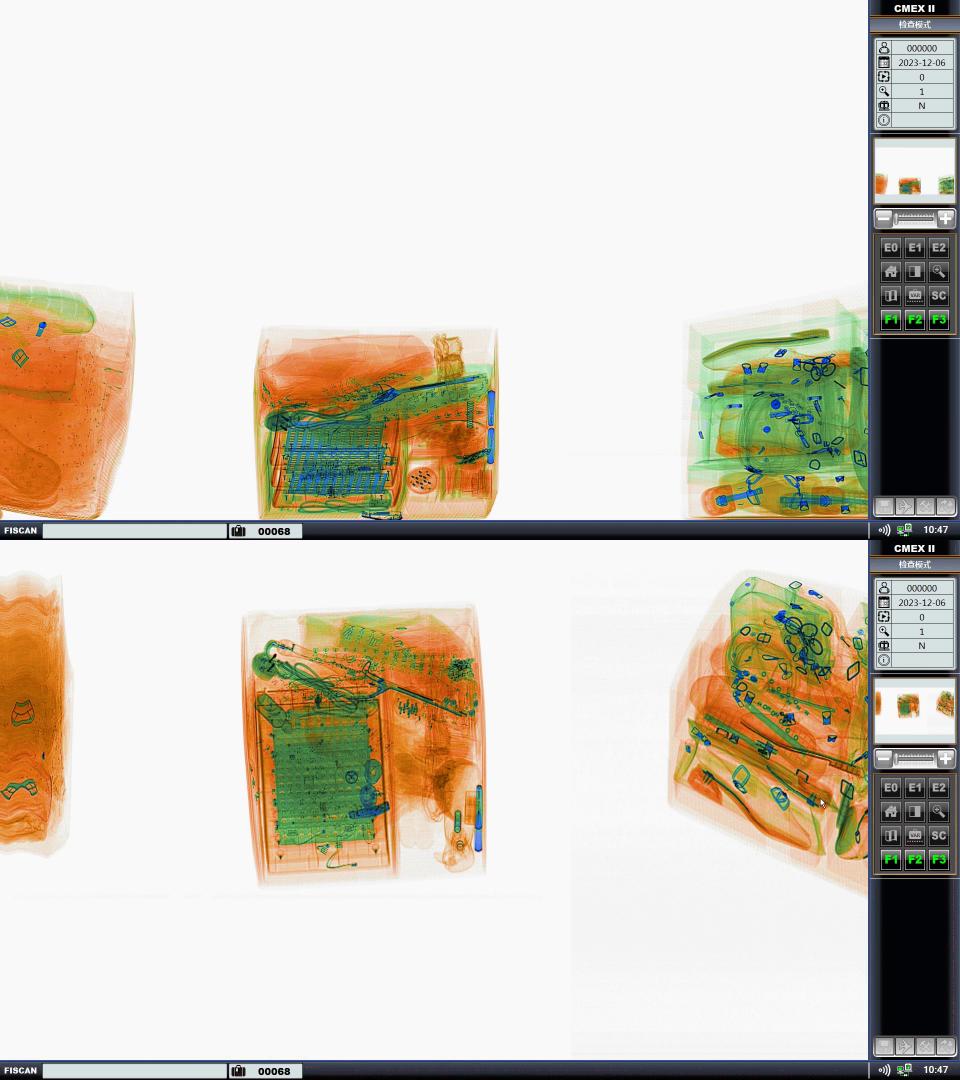 CMEX II
检查模式
000000
2023-12-06
0
1
N
E0 E1 E2
VAR SC
F1 F2 F3
FISCAN 00068 10:47
CMEX II
检查模式
000000
2023-12-06
0
1
N
E0 E1 E2
VAR SC
F1 F2 F3
FISCAN 00068 10:47